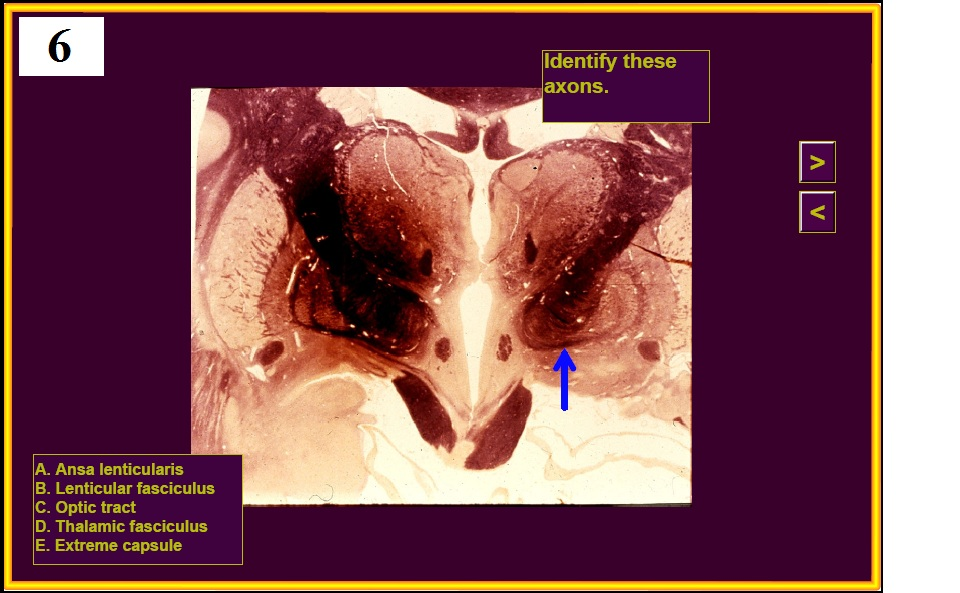 6
Identify these
axons.
>
<
A. Ansa lenticularis
B. Lenticular fasciculus
C. Optic tract
D. Thalamic fasciculus
E. Extreme capsule